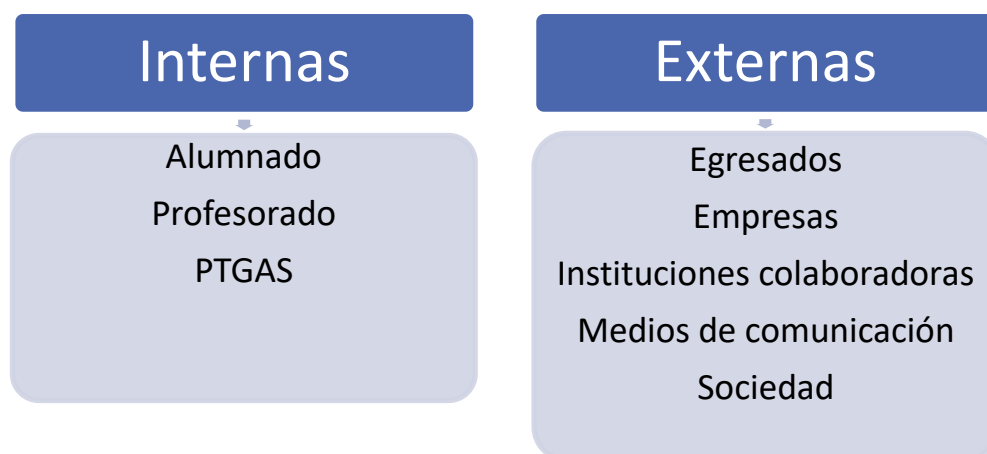 Internas
Alumnado
Profesorado
PTGAS
Externas
Egresados
Empresas
Instituciones colaboradoras
Medios de comunicación
Sociedad